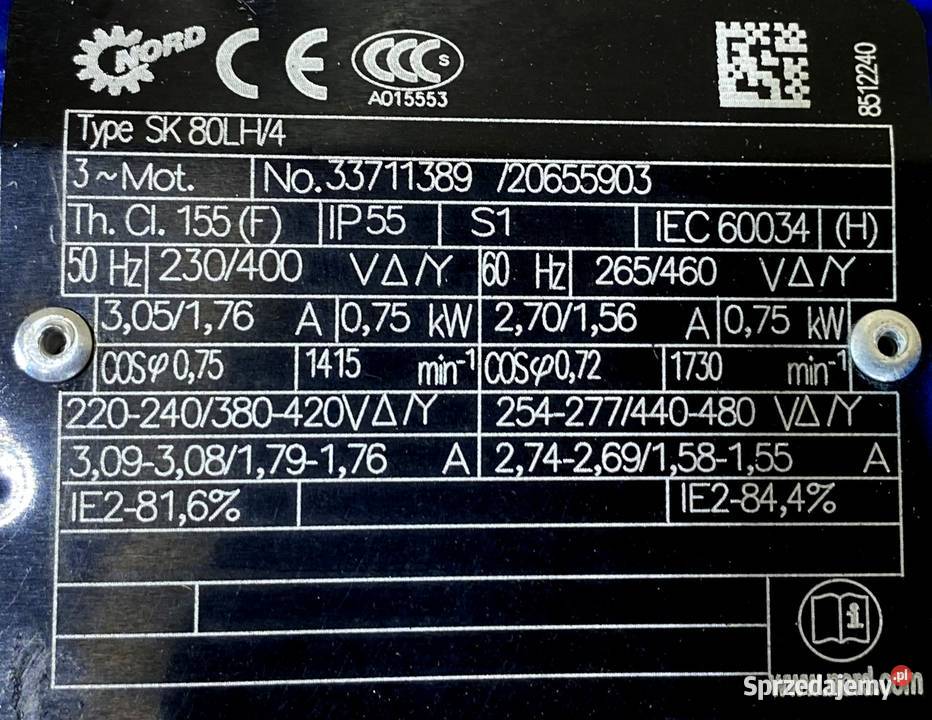 NORD CE CCC S
A015553
8512240
Type SK 80LH/4
3~Mot. No. 33711389 /20655903
Th. Cl. 155 (F) IP55 S1 IEC 60034 (H)
50 Hz 230/400 V Δ/Y 60 Hz 265/460 V Δ/Y
3,05/1,76 A 0,75 kW 2,70/1,56 A 0,75 kW
COSφ 0,75 1415 min-1 COSφ 0,72 1730 min-1
220-240/380-420V Δ/Y 254-277/440-480 V Δ/Y
3,09-3,08/1,79-1,76 A 2,74-2,69/1,58-1,55 A
IE2-81,6% IE2-84,4%
i
www.nord.com
Sprzedajemy.pl